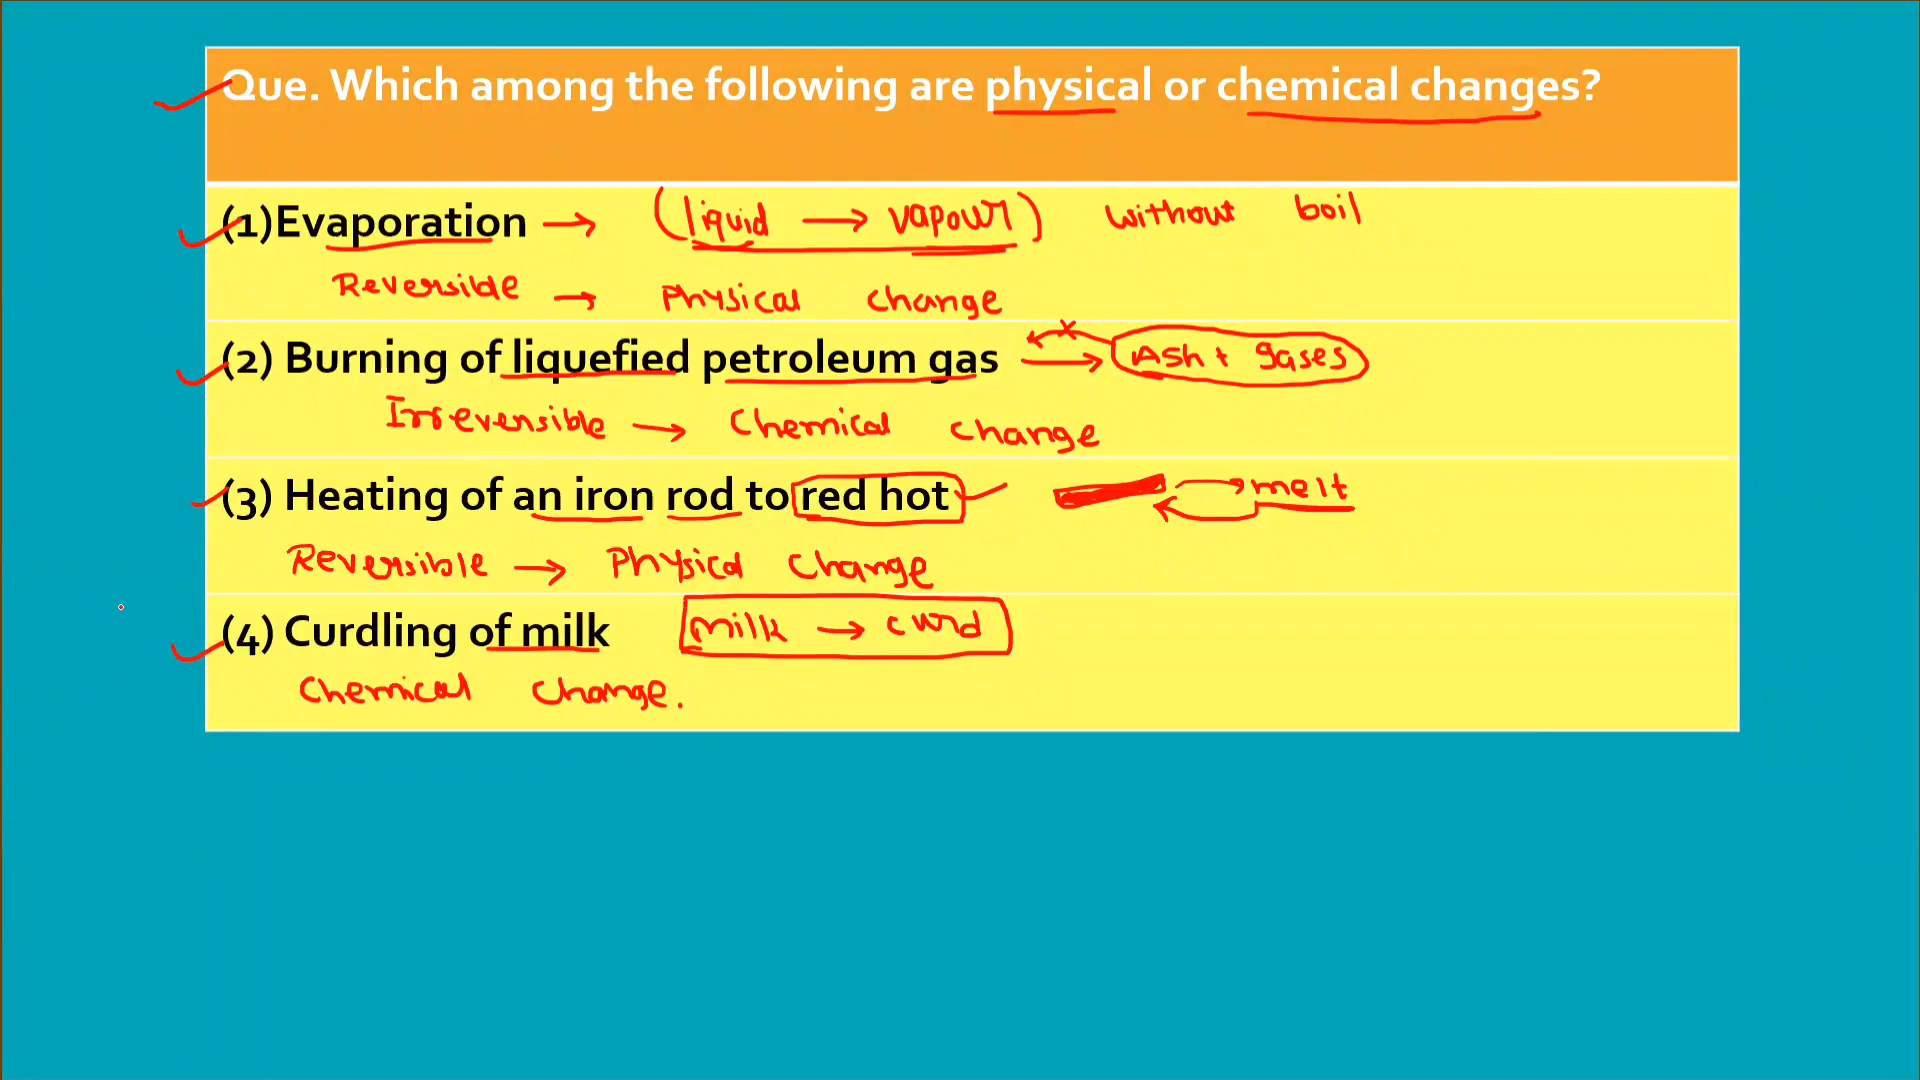 Que. Which among the following are physical or chemical changes?
(1)Evaporation → (liquid → vapour) without boil
Reversible → Physical change
(2) Burning of liquefied petroleum gas → Ash + gases
Irreversible → Chemical change
(3) Heating of an iron rod to red hot melt
Reversible → Physical change
(4) Curdling of milk milk → curd
Chemical change.